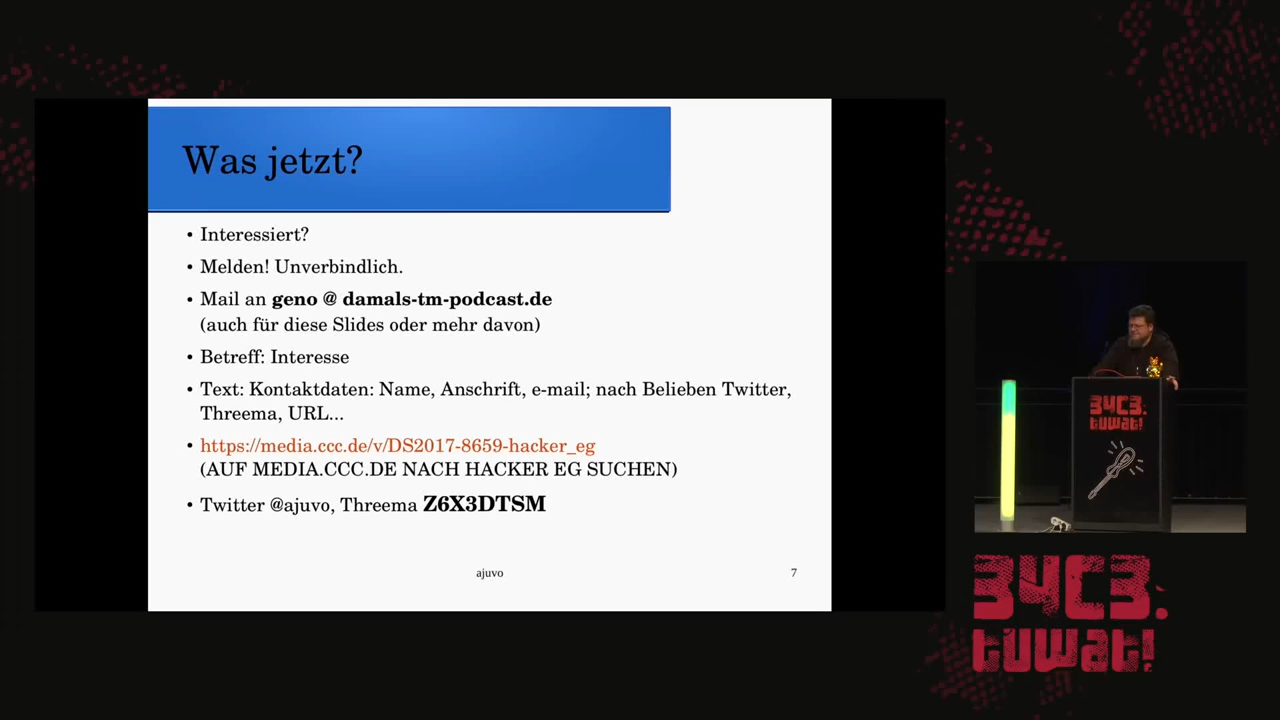 Was jetzt?
• Interessiert?
• Melden! Unverbindlich.
• Mail an geno @ damals-tm-podcast.de
(auch für diese Slides oder mehr davon)
• Betreff: Interesse
• Text: Kontaktdaten: Name, Anschrift, e-mail; nach Belieben Twitter,
Threema, URL...
• https://media.ccc.de/v/DS2017-8659-hacker_eg
(AUF MEDIA.CCC.DE NACH HACKER EG SUCHEN)
• Twitter @ajuvo, Threema Z6X3DTSM
ajuvo
7
34C3.
tuwat!
34C3.
tuwat!